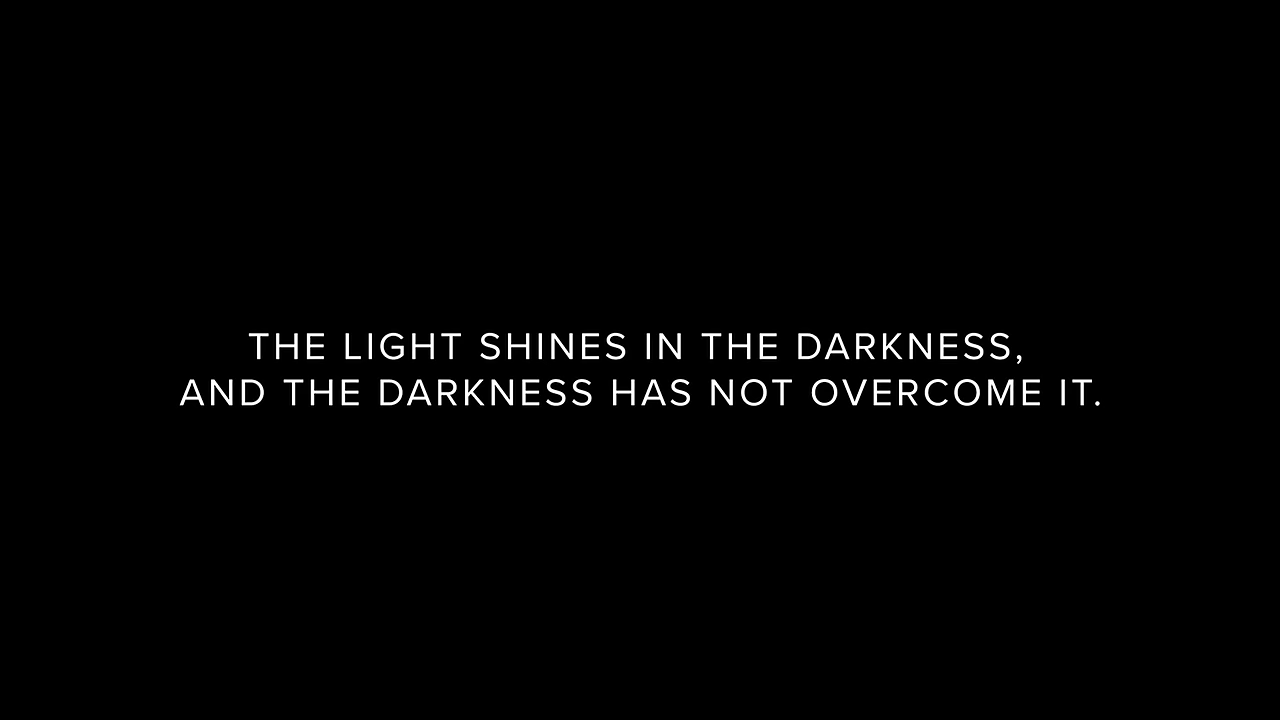 THE LIGHT SHINES IN THE DARKNESS,
AND THE DARKNESS HAS NOT OVERCOME IT.